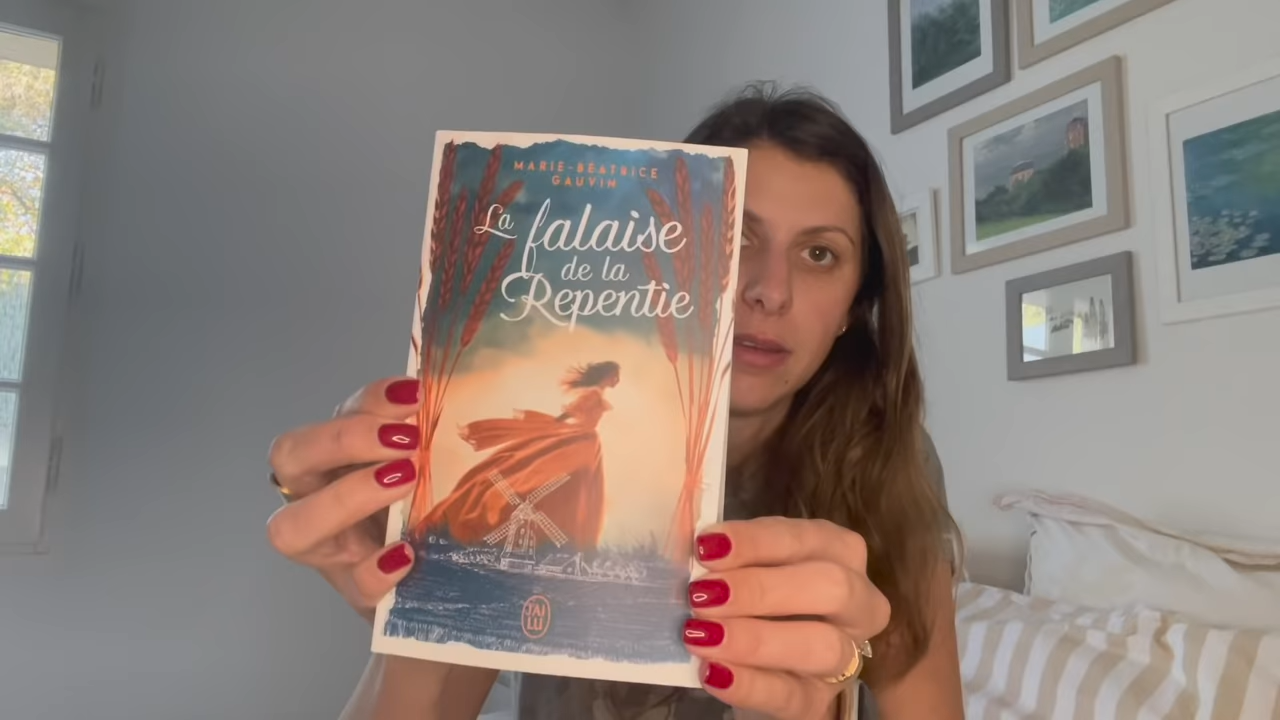 MARIE-BÉATRICE
GAUVIN
La falaise
de la
Repentie
J'AI
LU